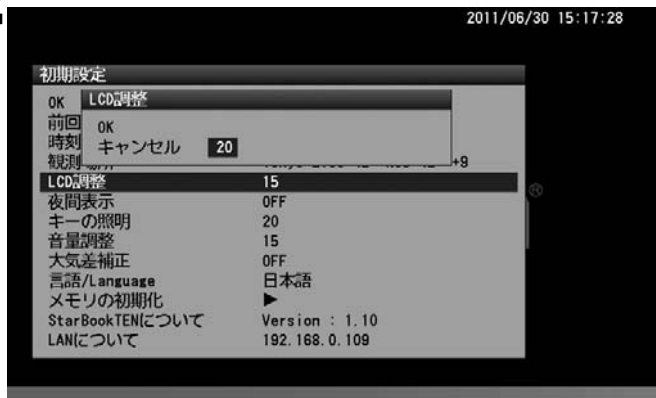 2011/06/30 15:17:28
初期設定
LCD調整
OK
キャンセル 20
OK
前回
時刻
観測 +9
LCD調整 15
夜間表示 OFF
キーの照明 20
音量調整 15
大気差補正 OFF
言語/Language 日本語
メモリの初期化 ▶
StarBookTENについて Version : 1.10
LANについて 192.168.0.109
®